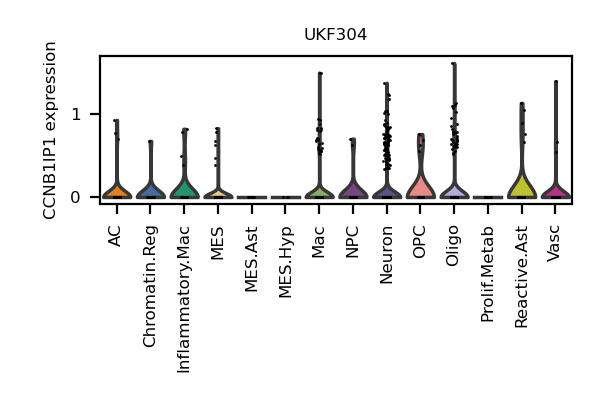 UKF304
CCNB1IP1 expression
1
0
AC
Chromatin.Reg
Inflammatory.Mac
MES
MES.Ast
MES.Hyp
Mac
NPC
Neuron
OPC
Oligo
Prolif.Metab
Reactive.Ast
Vasc